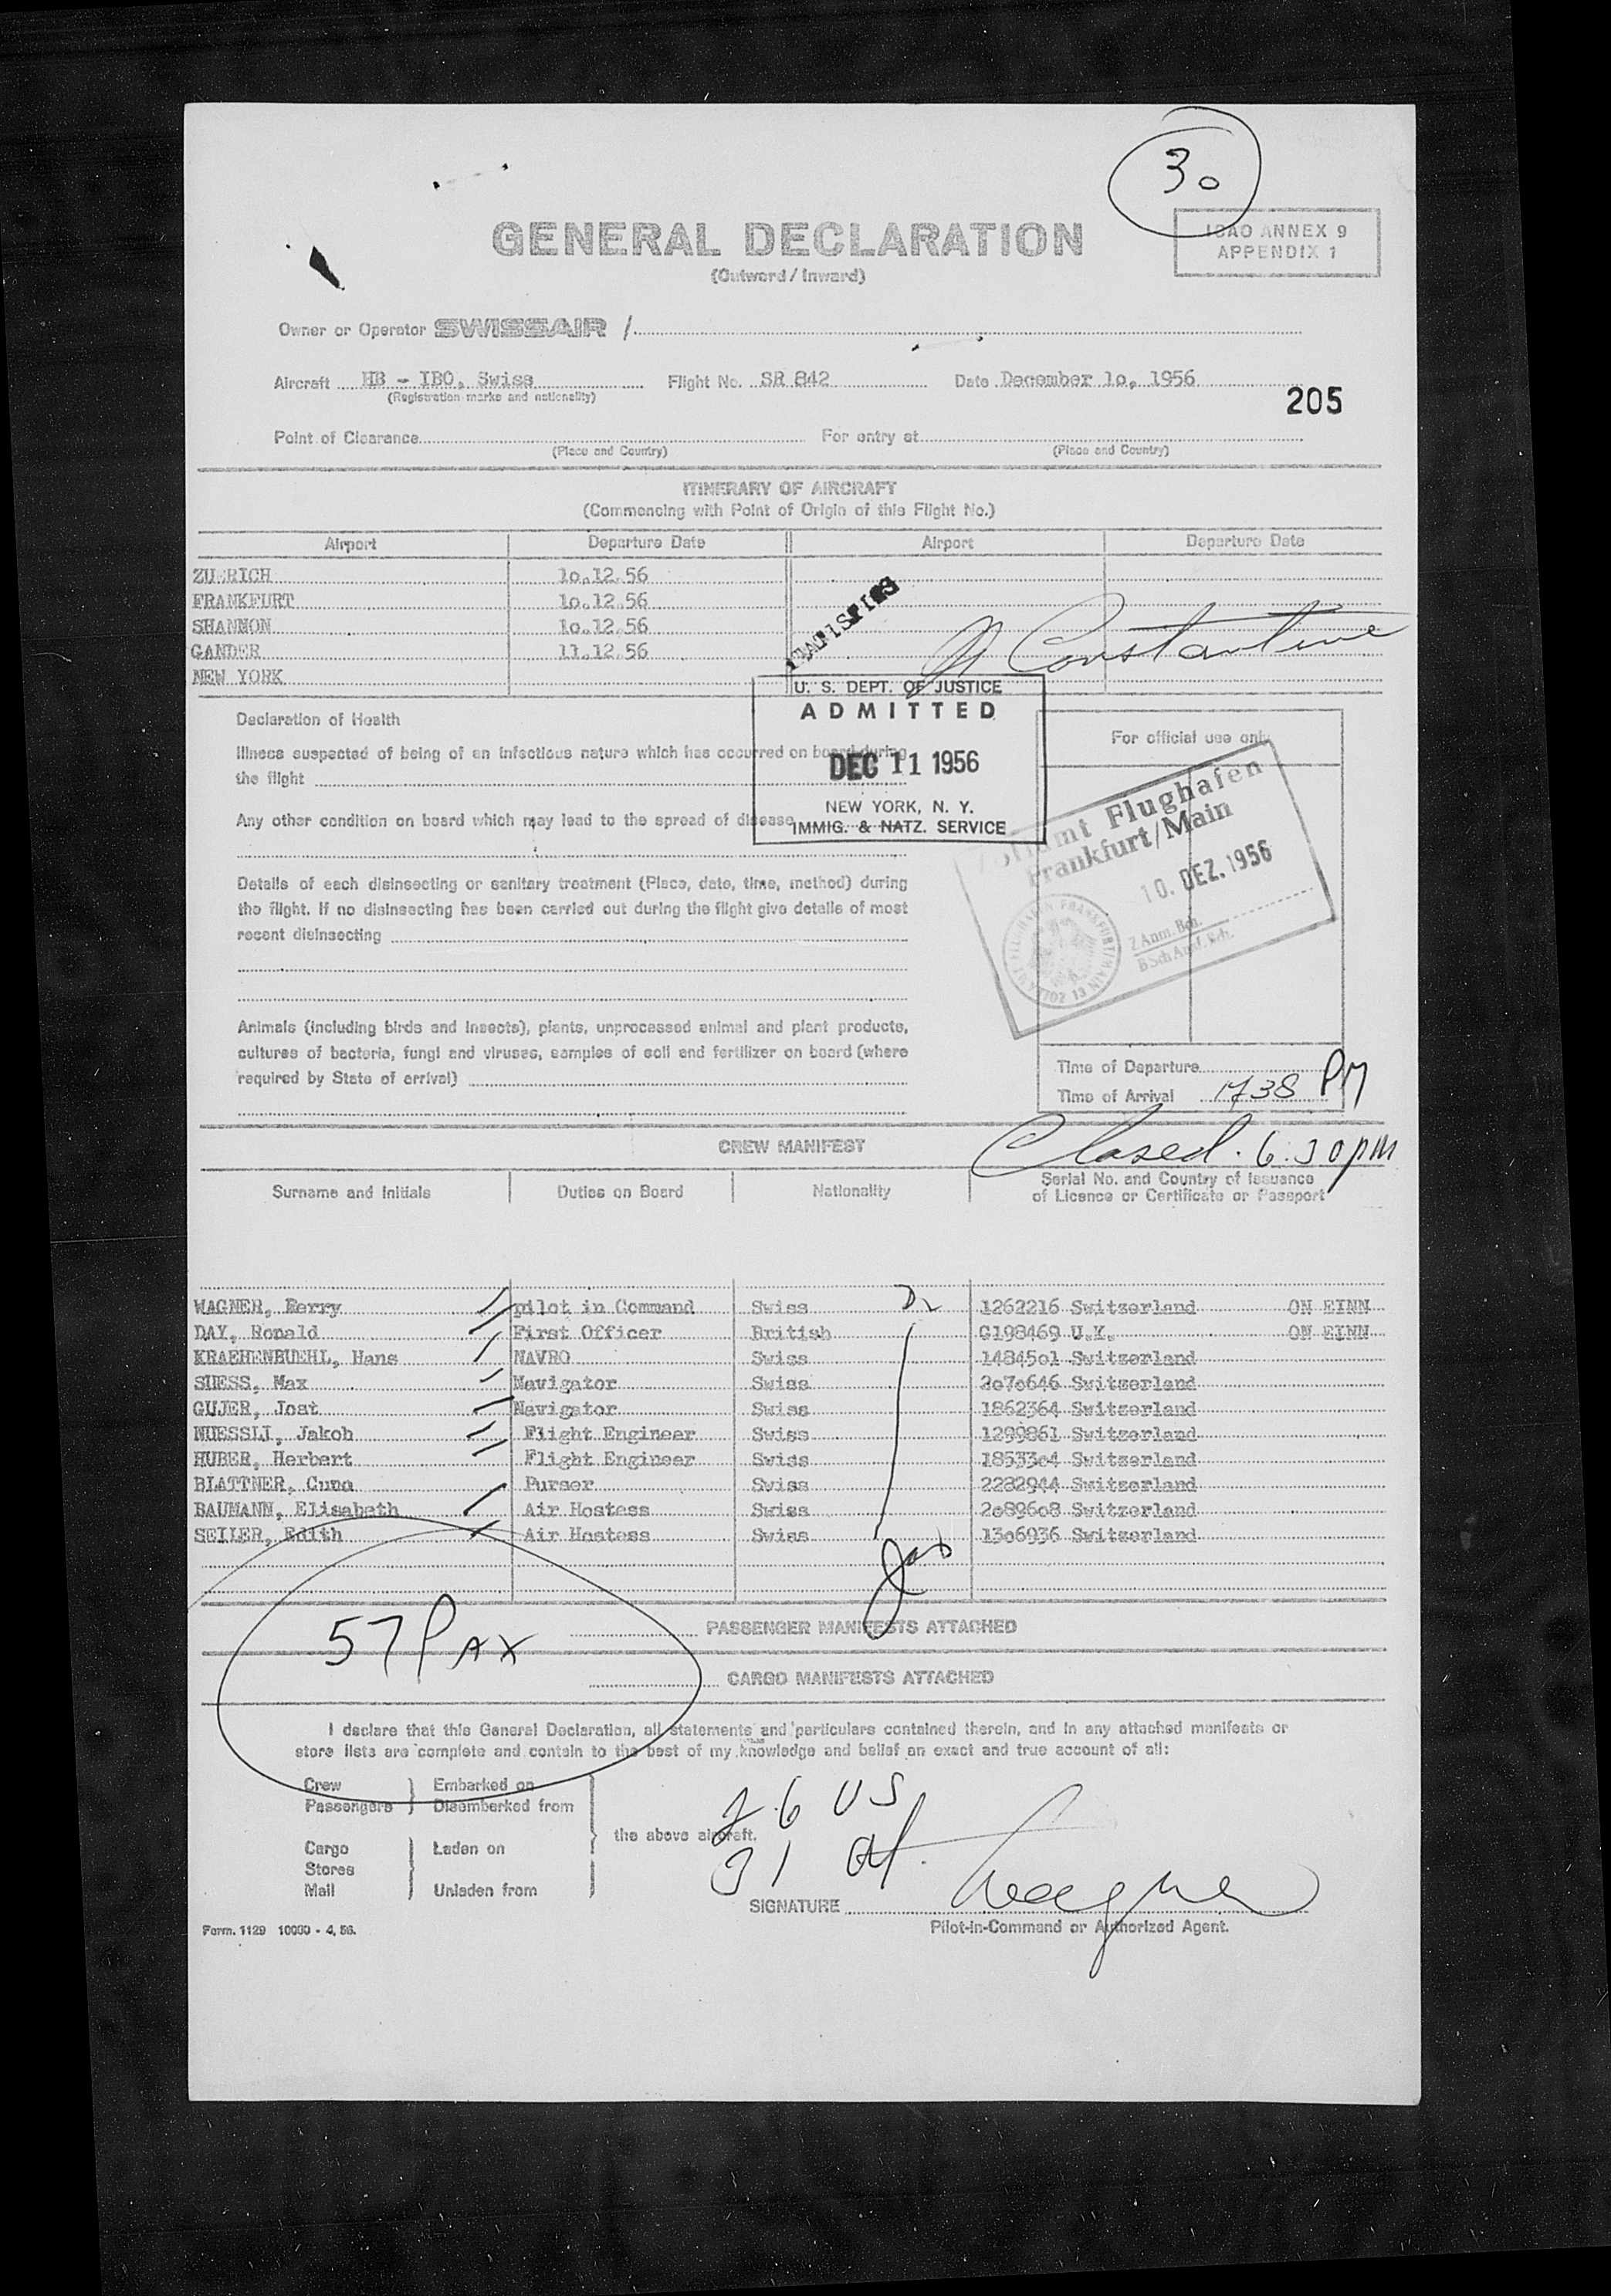 30
GENERAL DECLARATION
(Outward / Inward)
ICAO ANNEX 9
APPENDIX 1
Owner or Operator SWISSAIR /
Aircraft HB - IBO, Swiss Flight No. SR 842 Date December 1o, 1956
(Registration marks and nationality)
205
Point of Clearance For entry at
(Place and Country) (Place and Country)
ITINERARY OF AIRCRAFT
(Commencing with Point of Origin of this Flight No.)
Airport Departure Date Airport Departure Date
ZUERICH 1o.12.56
FRANKFURT 1o.12.56
SHANNON 1o.12.56
GANDER 11.12.56
NEW YORK
Constantine
U. S. DEPT. OF JUSTICE
ADMITTED
DEC 11 1956
NEW YORK, N. Y.
IMMIG. & NATZ. SERVICE
Declaration of Health
Illness suspected of being of an infectious nature which has occurred on board during
the flight
Any other condition on board which may lead to the spread of disease
Details of each disinsecting or sanitary treatment (Place, date, time, method) during
the flight. If no disinsecting has been carried out during the flight give details of most
recent disinsecting
Animals (including birds and insects), plants, unprocessed animal and plant products,
cultures of bacteria, fungi and viruses, samples of soil and fertilizer on board (where
required by State of arrival)
For official use only
Zollamt Flughafen
Frankfurt/Main
10. DEZ. 1956
Z Anm. Bch.
Time of Departure
Time of Arrival 1738 PM
CREW MANIFEST
Closed. 6:30pm
Surname and Initials Duties on Board Nationality Serial No. and Country of Issuance
of Licence or Certificate or Passport
WAGNER, Berry pilot in Command Swiss 1262216 Switzerland ON EINN
DAY, Ronald First Officer British G198469 U.K. ON EINN
KRAEHENBUEHL, Hans NAVRO Swiss 14845o1 Switzerland
SUESS, Max Navigator Swiss 2o7o646 Switzerland
GUJER, Jost Navigator Swiss 1862364 Switzerland
NUESSLI, Jakob Flight Engineer Swiss 1299861 Switzerland
HUBER, Herbert Flight Engineer Swiss 18533o4 Switzerland
BLATTNER, Cuno Purser Swiss 2282944 Switzerland
BAUMANN, Elisabeth Air Hostess Swiss 2o896o8 Switzerland
SEILER, Edith Air Hostess Swiss 13o6936 Switzerland
57 PAX
PASSENGER MANIFESTS ATTACHED
CARGO MANIFESTS ATTACHED
I declare that this General Declaration, all statements and particulars contained therein, and in any attached manifests or
store lists are complete and contain to the best of my knowledge and belief an exact and true account of all:
Crew Embarked on
Passengers Disembarked from
the above aircraft.
Cargo Laden on
Stores
Mail Unladen from
26 US
31 Al.
SIGNATURE Wagner
Pilot-in-Command or Authorized Agent.
Form. 1129 10000 - 4, 56.